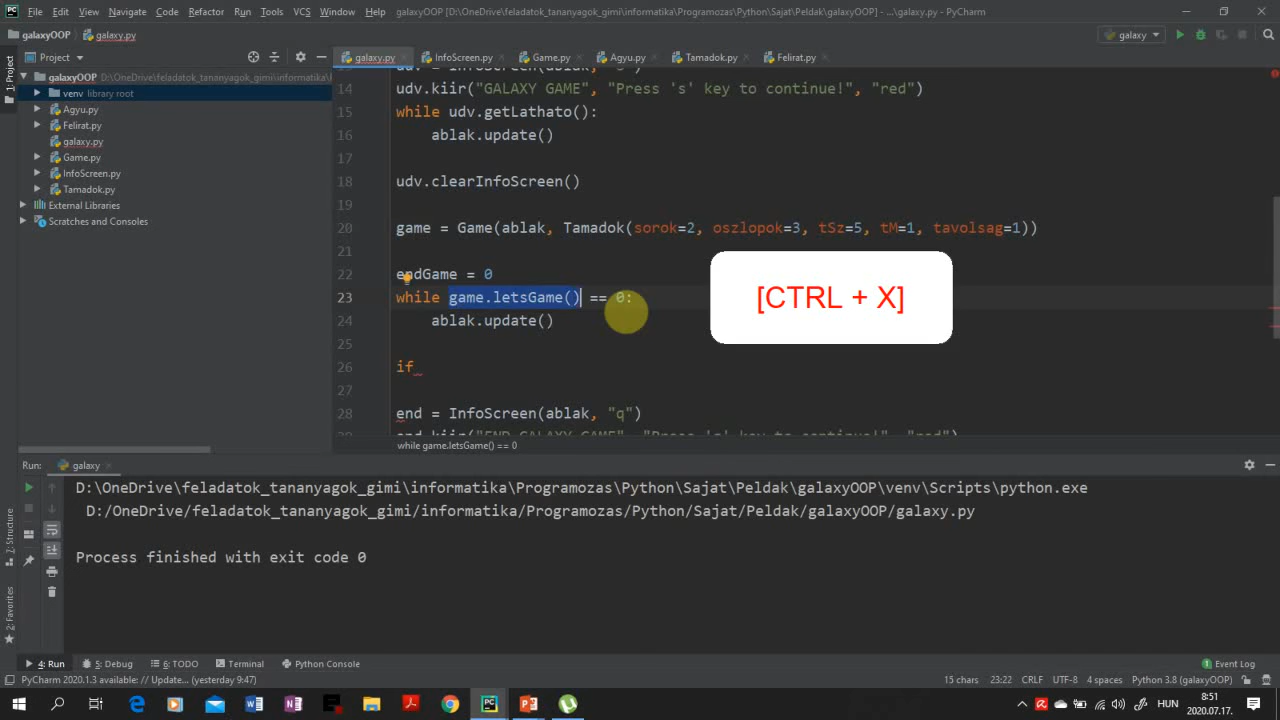 File Edit View Navigate Code Refactor Run Tools VCS Window Help galaxyOOP [D:\OneDrive\feladatok_tananyagok_gimi\informatika\Programozas\Python\Sajat\Peldak\galaxyOOP] - ...\galaxy.py - PyCharm
galaxyOOP galaxy.py galaxy
Project galaxy.py InfoScreen.py Game.py Agyu.py Tamadok.py Felirat.py
1: Project
galaxyOOP D:\OneDrive\feladatok_tananyagok_gimi\informatika\
venv library root
Agyu.py
Felirat.py
galaxy.py
Game.py
InfoScreen.py
Tamadok.py
External Libraries
Scratches and Consoles
14 udv.kiir("GALAXY GAME", "Press 's' key to continue!", "red")
15 while udv.getLathato():
16 ablak.update()
17
18 udv.clearInfoScreen()
19
20 game = Game(ablak, Tamadok(sorok=2, oszlopok=3, tSz=5, tM=1, tavolsag=1))
21
22 endGame = 0
23 while game.letsGame() == 0:
24 ablak.update()
25
26 if
27
28 end = InfoScreen(ablak, "q")
[CTRL + X]
while game.letsGame() == 0
Run: galaxy
D:\OneDrive\feladatok_tananyagok_gimi\informatika\Programozas\Python\Sajat\Peldak\galaxyOOP\venv\Scripts\python.exe
D:/OneDrive/feladatok_tananyagok_gimi/informatika/Programozas/Python/Sajat/Peldak/galaxyOOP/galaxy.py
Process finished with exit code 0
Z: Structure
2: Favorites
4: Run 5: Debug 6: TODO Terminal Python Console Event Log
PyCharm 2020.1.3 available: // Update... (yesterday 9:47) 15 chars 23:22 CRLF UTF-8 4 spaces Python 3.8 (galaxyOOP)
HUN 8:51
2020.07.17.